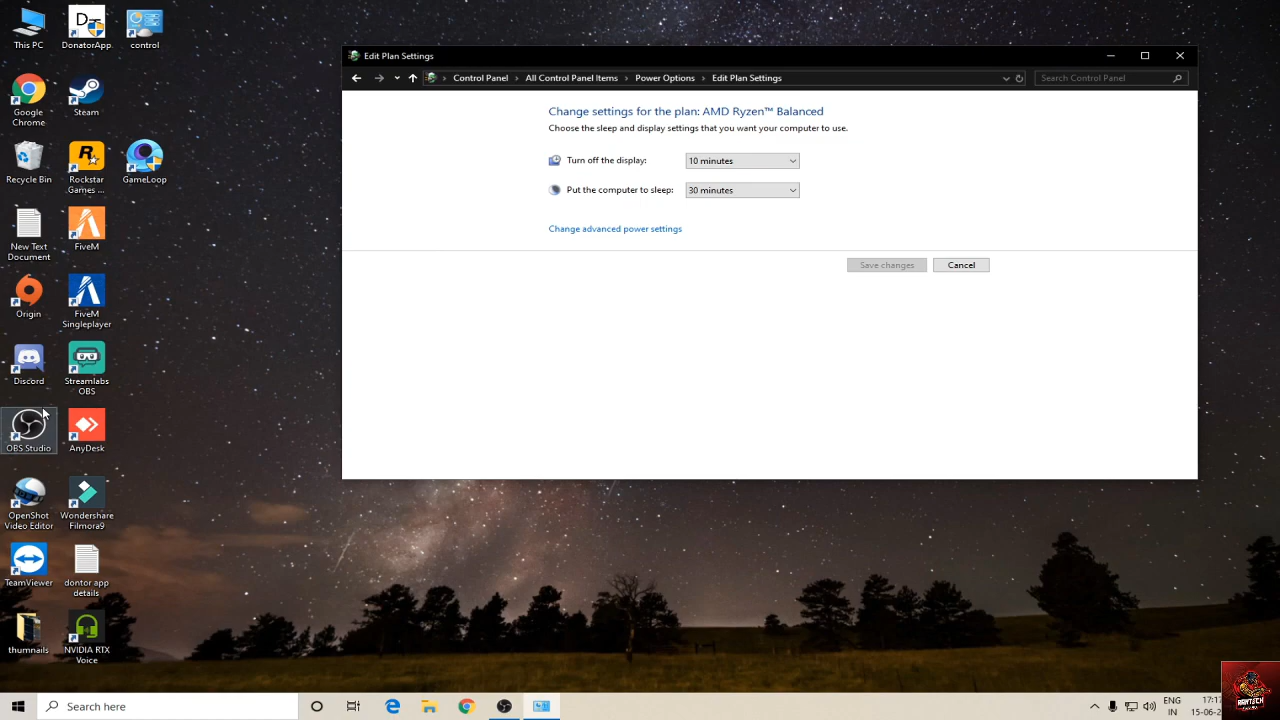 This PC
DonatorApp
control
Google
Chrome
Steam
Recycle Bin
Rockstar
Games ...
GameLoop
New Text
Document
FiveM
Origin
FiveM
Singleplayer
Discord
Streamlabs
OBS
OBS Studio
AnyDesk
OpenShot
Video Editor
Wondershare
Filmora9
TeamViewer
dontor app
details
thumnails
NVIDIA RTX
Voice
Edit Plan Settings
Control Panel
All Control Panel Items
Power Options
Edit Plan Settings
Search Control Panel
Change settings for the plan: AMD Ryzen™ Balanced
Choose the sleep and display settings that you want your computer to use.
Turn off the display:
10 minutes
Put the computer to sleep:
30 minutes
Change advanced power settings
Save changes
Cancel
Search here
ENG
IN
17:17
15-06-2